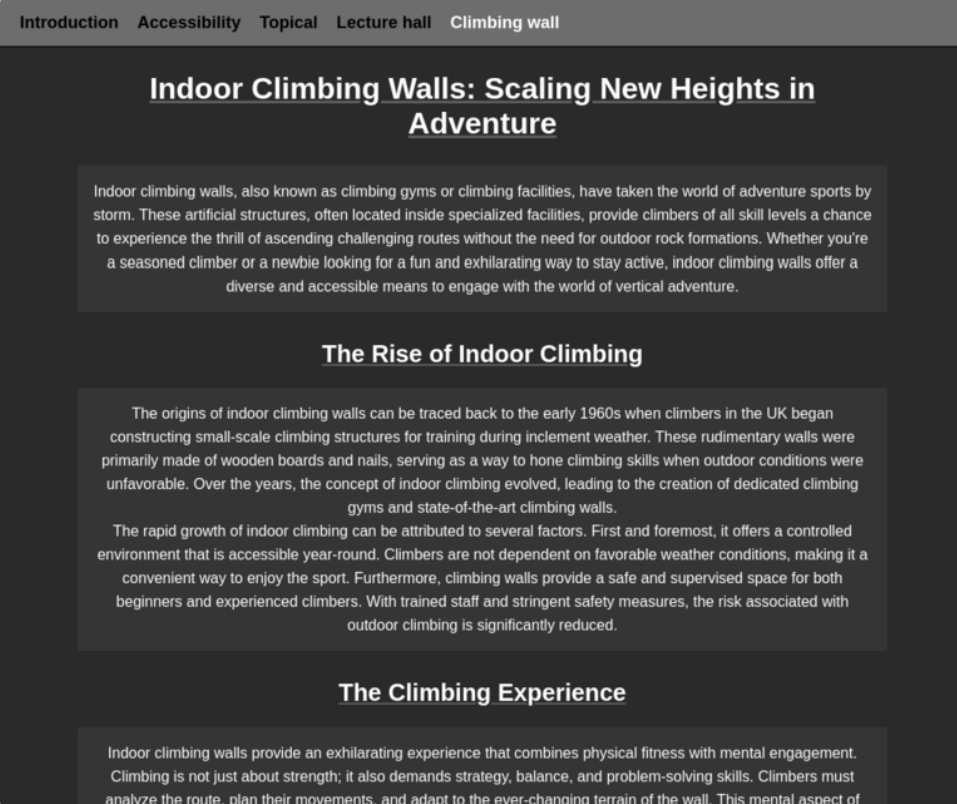 Introduction Accessibility Topical Lecture hall Climbing wall
Indoor Climbing Walls: Scaling New Heights in
Adventure
Indoor climbing walls, also known as climbing gyms or climbing facilities, have taken the world of adventure sports by
storm. These artificial structures, often located inside specialized facilities, provide climbers of all skill levels a chance
to experience the thrill of ascending challenging routes without the need for outdoor rock formations. Whether you're
a seasoned climber or a newbie looking for a fun and exhilarating way to stay active, indoor climbing walls offer a
diverse and accessible means to engage with the world of vertical adventure.
The Rise of Indoor Climbing
The origins of indoor climbing walls can be traced back to the early 1960s when climbers in the UK began
constructing small-scale climbing structures for training during inclement weather. These rudimentary walls were
primarily made of wooden boards and nails, serving as a way to hone climbing skills when outdoor conditions were
unfavorable. Over the years, the concept of indoor climbing evolved, leading to the creation of dedicated climbing
gyms and state-of-the-art climbing walls.
The rapid growth of indoor climbing can be attributed to several factors. First and foremost, it offers a controlled
environment that is accessible year-round. Climbers are not dependent on favorable weather conditions, making it a
convenient way to enjoy the sport. Furthermore, climbing walls provide a safe and supervised space for both
beginners and experienced climbers. With trained staff and stringent safety measures, the risk associated with
outdoor climbing is significantly reduced.
The Climbing Experience
Indoor climbing walls provide an exhilarating experience that combines physical fitness with mental engagement.
Climbing is not just about strength; it also demands strategy, balance, and problem-solving skills. Climbers must
analyze the route, plan their movements, and adapt to the ever-changing terrain of the wall. This mental aspect of